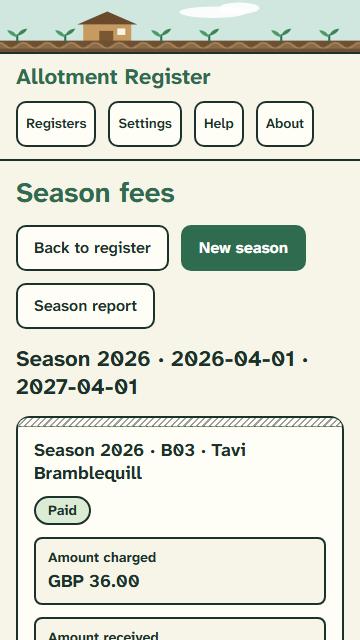 Allotment Register
Registers Settings Help About
Season fees
Back to register New season
Season report
Season 2026 · 2026-04-01 ·
2027-04-01
Season 2026 · B03 · Tavi
Bramblequill
Paid
Amount charged
GBP 36.00
Amount received